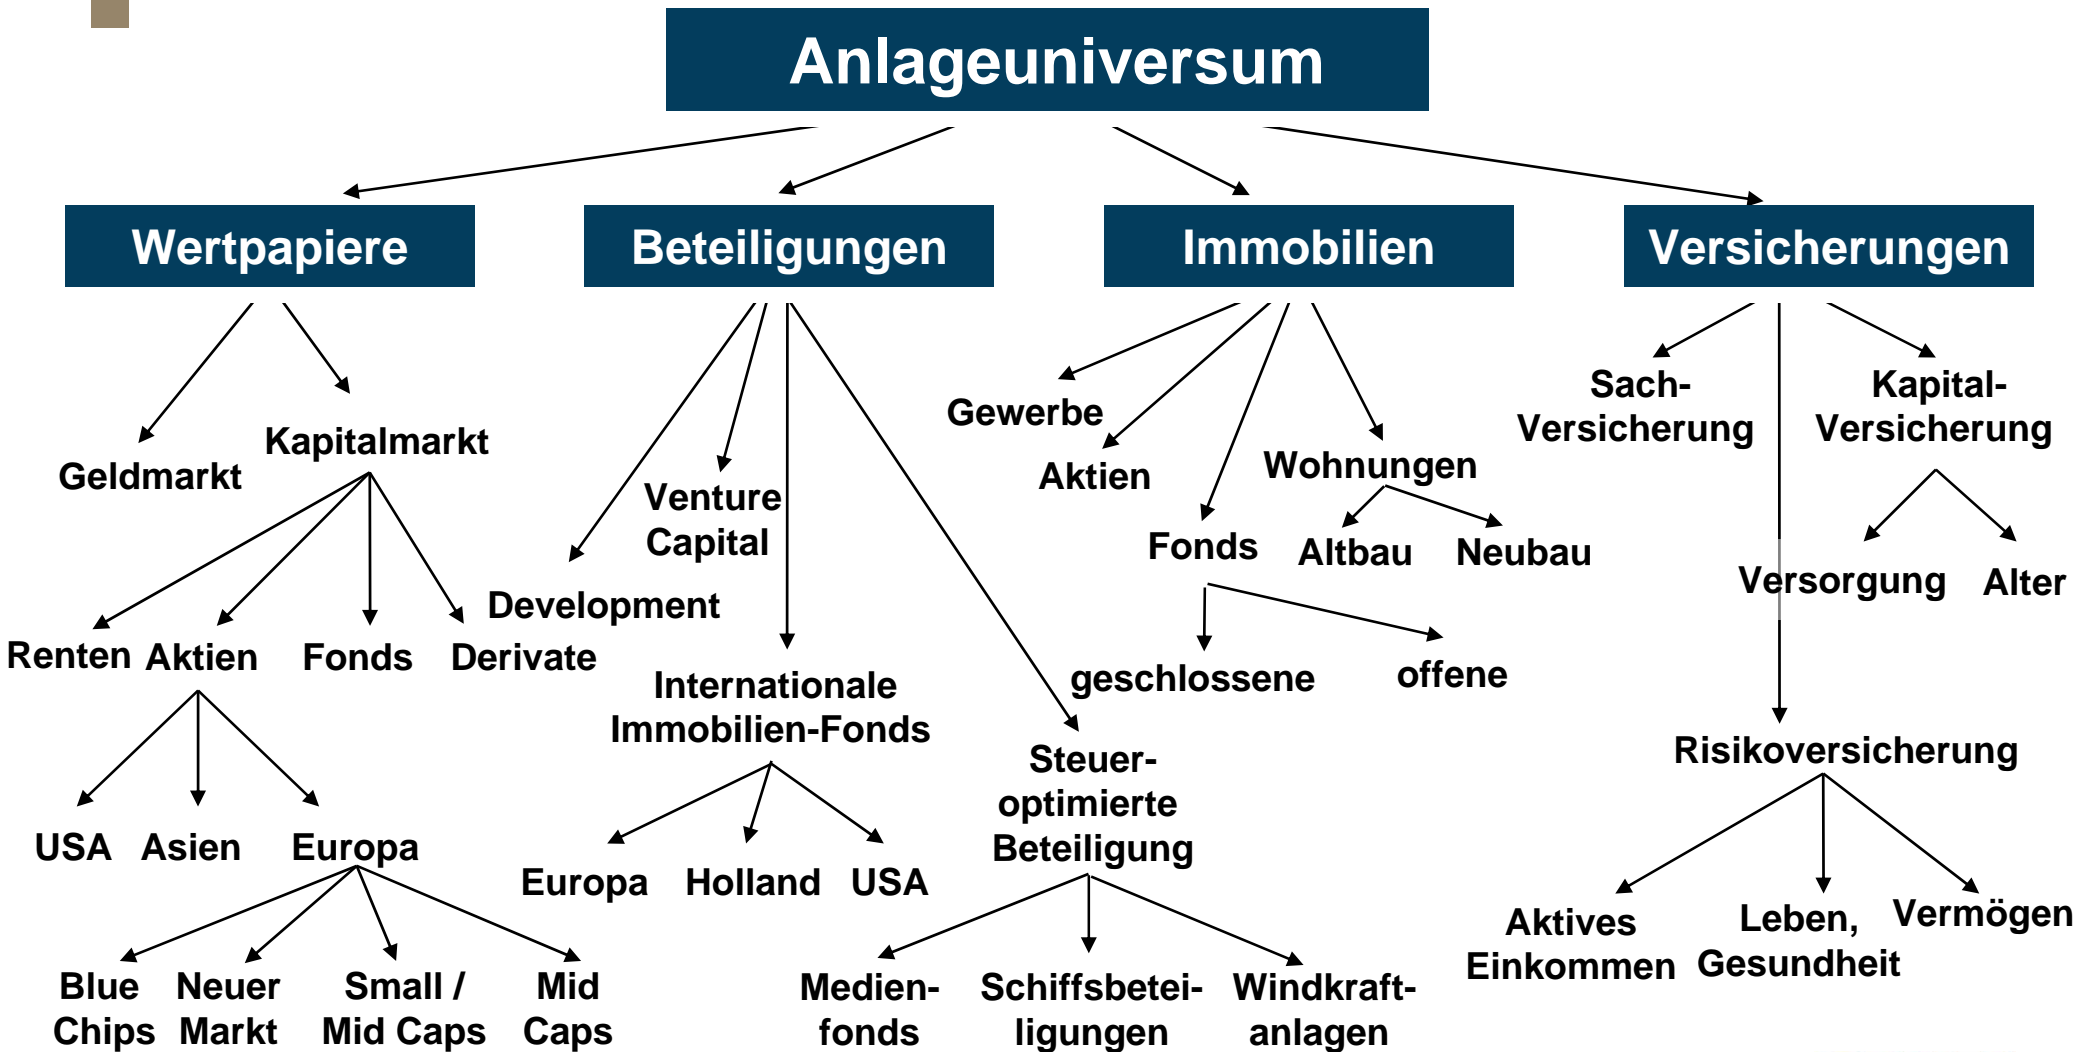 Anlageuniversum
Wertpapiere
Beteiligungen
Immobilien
Versicherungen
Geldmarkt
Kapitalmarkt
Renten
Aktien
Fonds
Derivate
USA
Asien
Europa
Blue
Chips
Neuer
Markt
Small /
Mid Caps
Mid
Caps
Development
Venture
Capital
Internationale
Immobilien-Fonds
Europa
Holland
USA
Steuer-
optimierte
Beteiligung
Medien-
fonds
Schiffsbetei-
ligungen
Windkraft-
anlagen
Gewerbe
Aktien
Fonds
geschlossene
offene
Wohnungen
Altbau
Neubau
Sach-
Versicherung
Kapital-
Versicherung
Versorgung
Alter
Risikoversicherung
Aktives
Einkommen
Leben,
Gesundheit
Vermögen